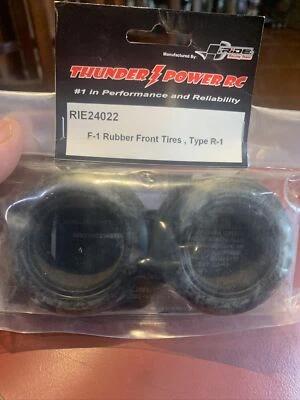 Manufactured By:
RIDE
THUNDER POWER RC
#1 in Performance and Reliability
RIE24022
F-1 Rubber Front Tires , Type R-1